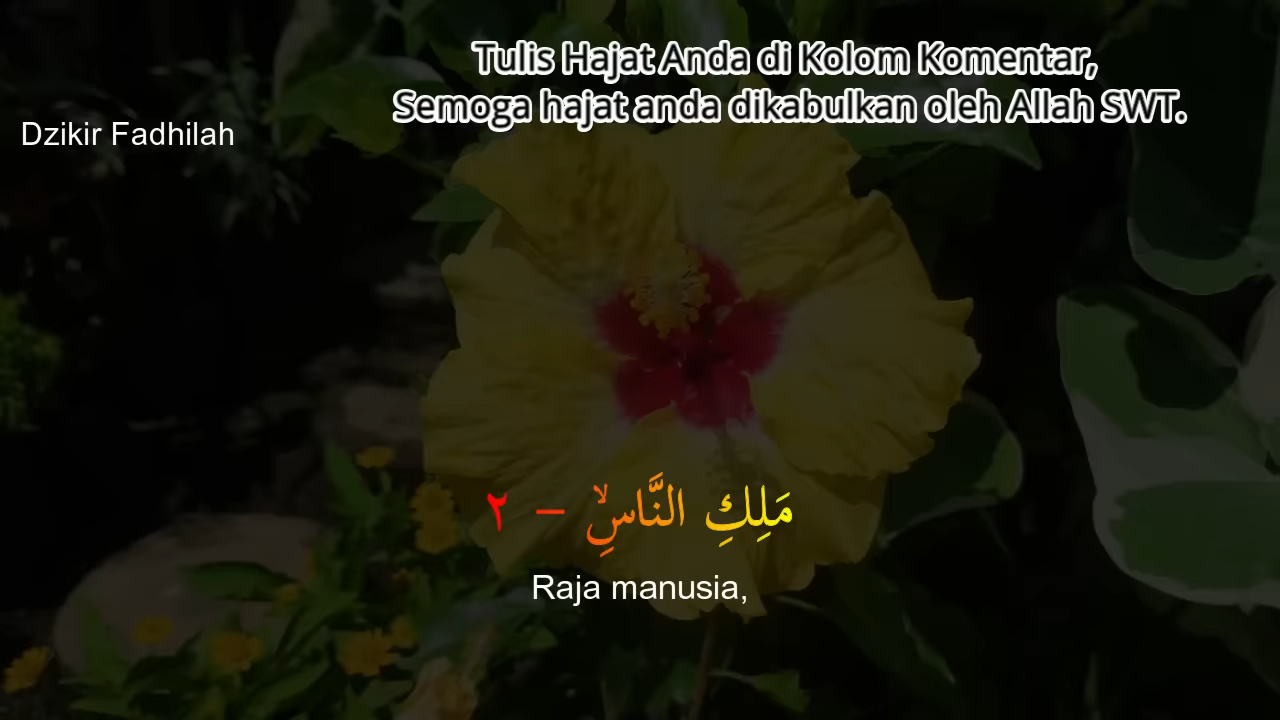 Tulis Hajat Anda di Kolom Komentar,
Semoga hajat anda dikabulkan oleh Allah SWT.
Dzikir Fadhilah
مَلِكِ النَّاسِۙ – ٢
Raja manusia,